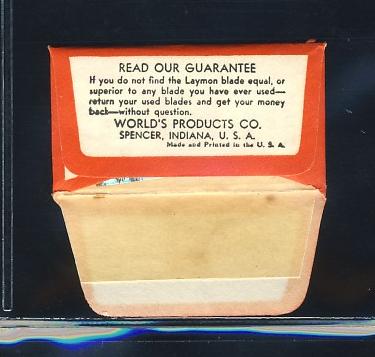 READ OUR GUARANTEE
If you do not find the Laymon blade equal, or
superior to any blade you have ever used—
return your used blades and get your money
back—without question.
WORLD'S PRODUCTS CO.
SPENCER, INDIANA, U. S. A.
Made and Printed in the U. S. A.